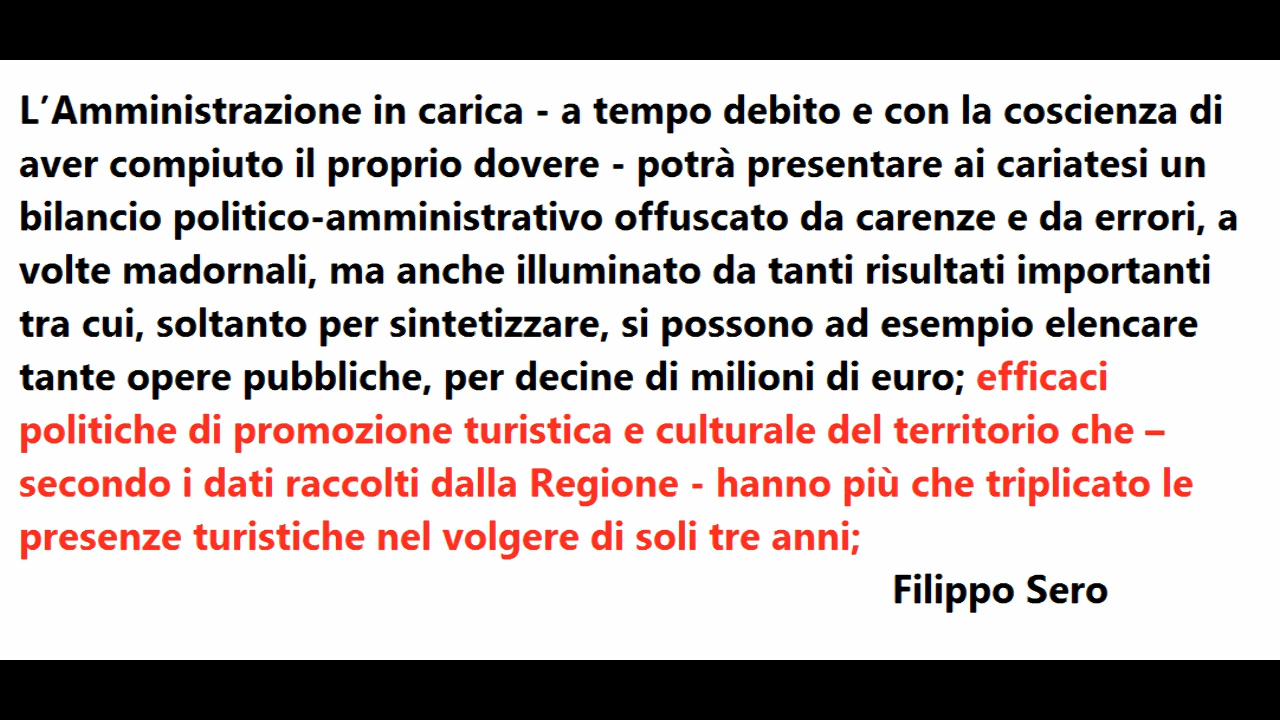 L’Amministrazione in carica - a tempo debito e con la coscienza di
aver compiuto il proprio dovere - potrà presentare ai cariatesi un
bilancio politico-amministrativo offuscato da carenze e da errori, a
volte madornali, ma anche illuminato da tanti risultati importanti
tra cui, soltanto per sintetizzare, si possono ad esempio elencare
tante opere pubbliche, per decine di milioni di euro; efficaci
politiche di promozione turistica e culturale del territorio che –
secondo i dati raccolti dalla Regione - hanno più che triplicato le
presenze turistiche nel volgere di soli tre anni;
Filippo Sero